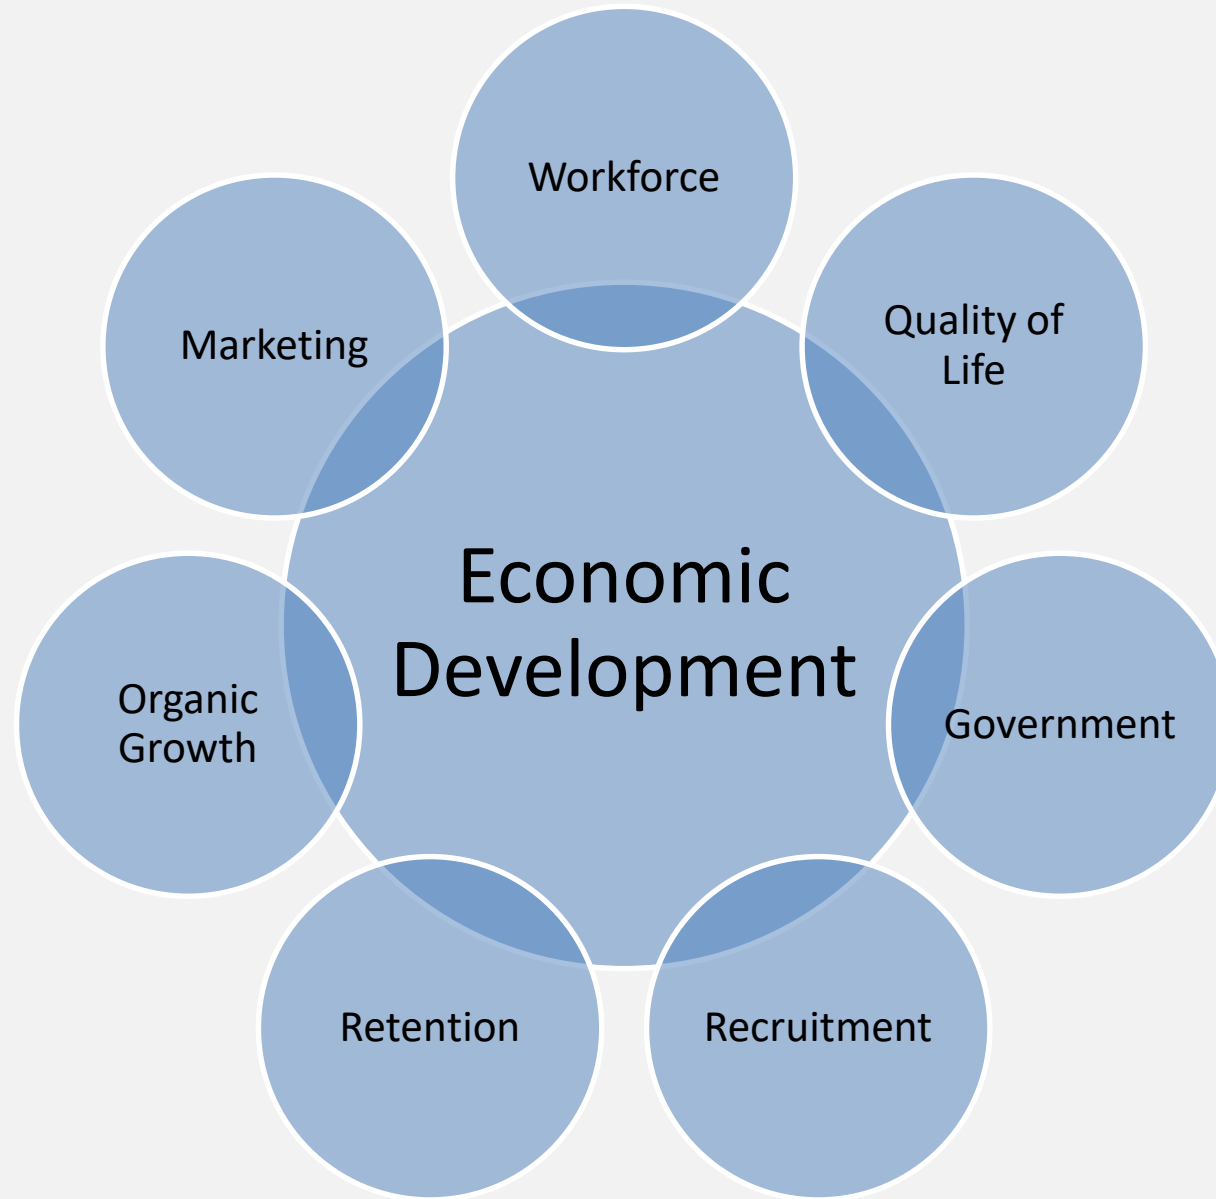 Workforce
Quality of
Life
Marketing
Economic
Development
Organic
Growth
Government
Retention
Recruitment